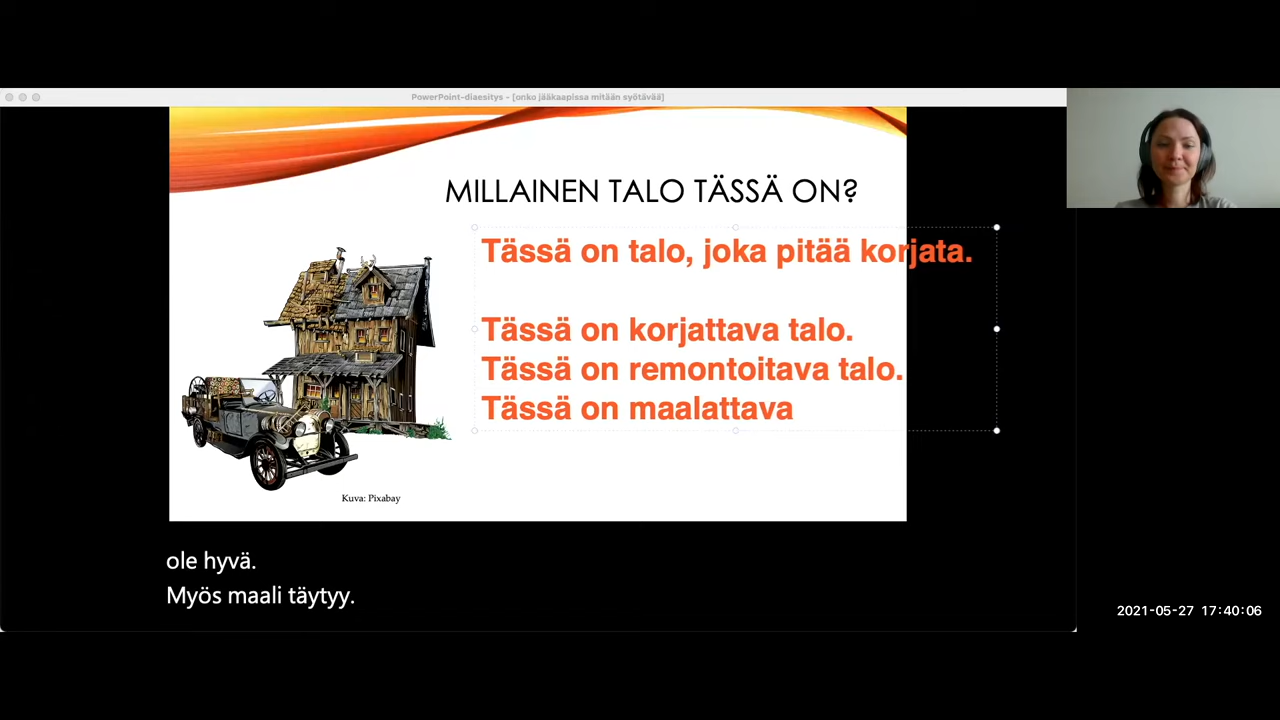 PowerPoint-diaesitys - [onko jääkaapissa mitään syötävää]
MILLAINEN TALO TÄSSÄ ON?
Tässä on talo, joka pitää korjata.
Tässä on korjattava talo.
Tässä on remontoitava talo.
Tässä on maalattava
Kuva: Pixabay
ole hyvä.
Myös maali täytyy.
2021-05-27 17:40:06